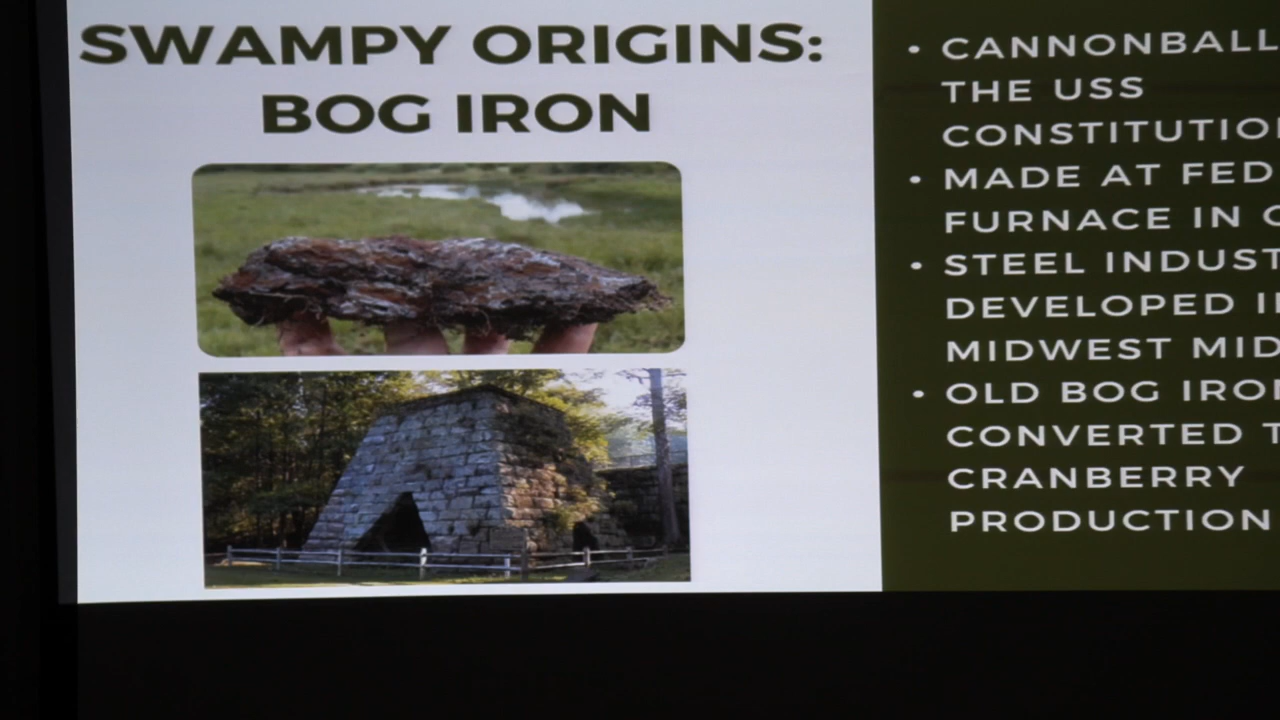 SWAMPY ORIGINS:
BOG IRON
• CANNONBALL
THE USS
CONSTITUTIO
• MADE AT FED
FURNACE IN
• STEEL INDUST
DEVELOPED
MIDWEST MID
• OLD BOG IRO
CONVERTED T
CRANBERRY
PRODUCTION